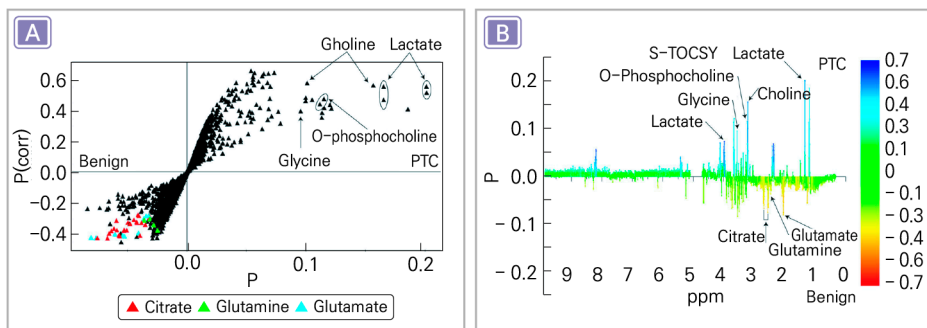 A
Gholine
Lactate
0.6
0.4
0.2
0.0
−0.2
−0.4
P(corr)
O-phosphocholine
Benign
Glycine
PTC
0.0
0.1
0.2
P
Citrate
Glutamine
Glutamate
B
S-TOCSY
Lactate
PTC
O-Phosphocholine
Glycine
Choline
Lactate
0.2
0.1
0.0
−0.1
−0.2
P
Citrate
Glutamate
Glutamine
9 8 7 6 5 4 3 2 1 0
ppm
Benign
0.7
0.6
0.4
0.3
0.1
0
−0.1
−0.3
−0.4
−0.6
−0.7